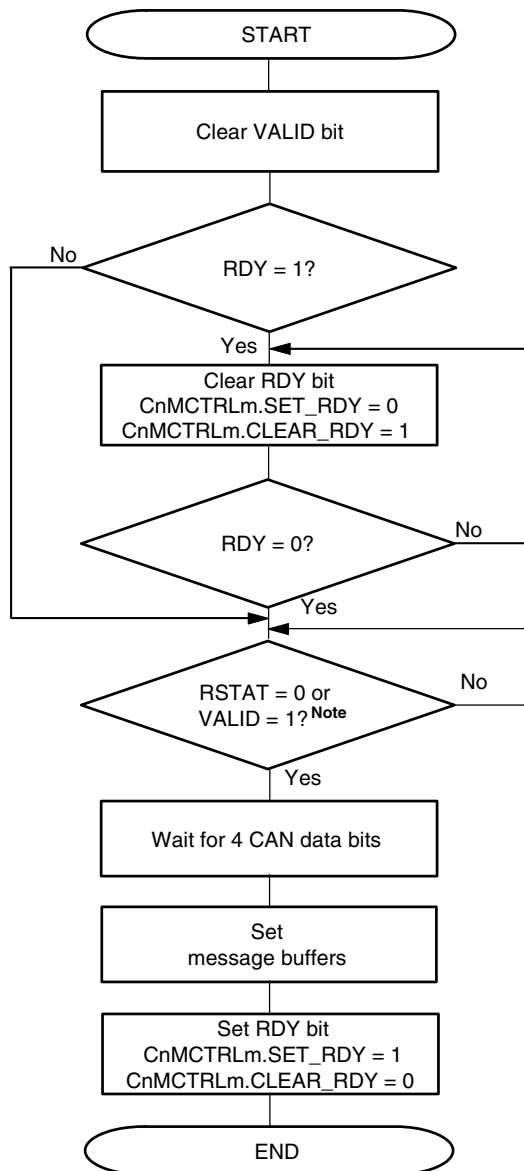 START
Clear VALID bit
No
RDY = 1?
Yes
Clear RDY bit
CnMCTRLm.SET_RDY = 0
CnMCTRLm.CLEAR_RDY = 1
No
RDY = 0?
Yes
RSTAT = 0 or
VALID = 1?Note
No
Yes
Wait for 4 CAN data bits
Set
message buffers
Set RDY bit
CnMCTRLm.SET_RDY = 1
CnMCTRLm.CLEAR_RDY = 0
END